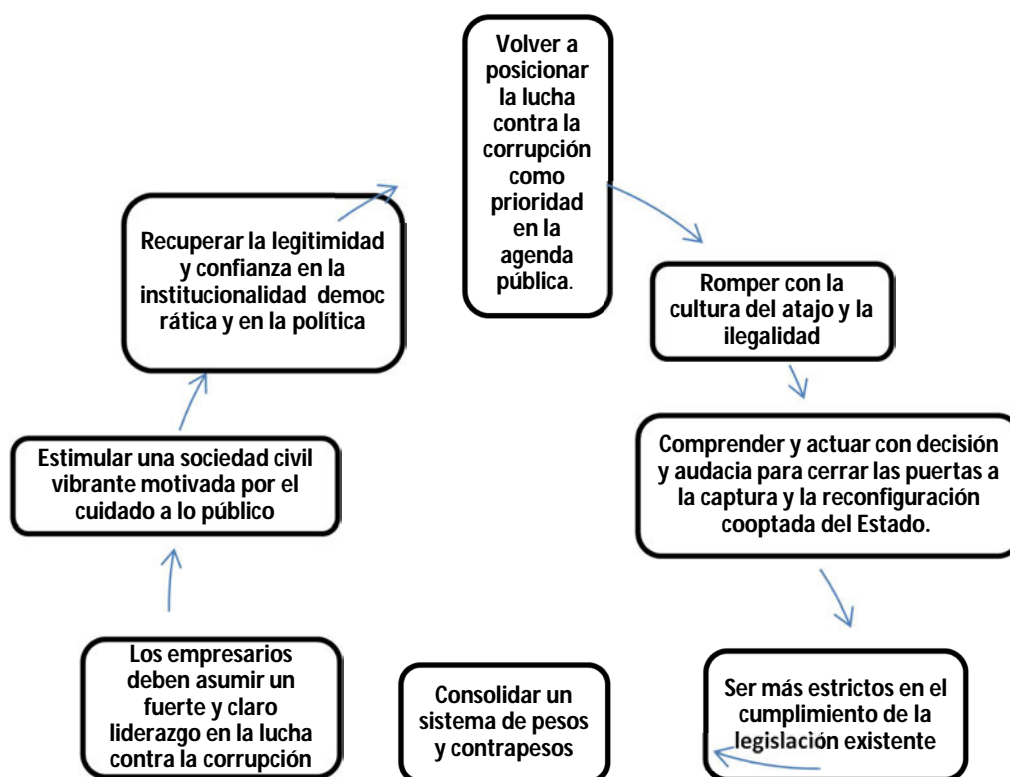 Volver a
posicionar
la lucha
contra la
corrupción
como
prioridad
en la
agenda
pública.
Romper con la
cultura del atajo y la
ilegalidad
Comprender y actuar con decisión
y audacia para cerrar las puertas a
la captura y la reconfiguración
cooptada del Estado.
Ser más estrictos en el
cumplimiento de la
legislación existente
Consolidar un
sistema de pesos
y contrapesos
Los empresarios
deben asumir un
fuerte y claro
liderazgo en la lucha
contra la corrupción
Estimular una sociedad civil
vibrante motivada por el
cuidado a lo público
Recuperar la legitimidad
y confianza en la
institucionalidad democ
rática y en la política